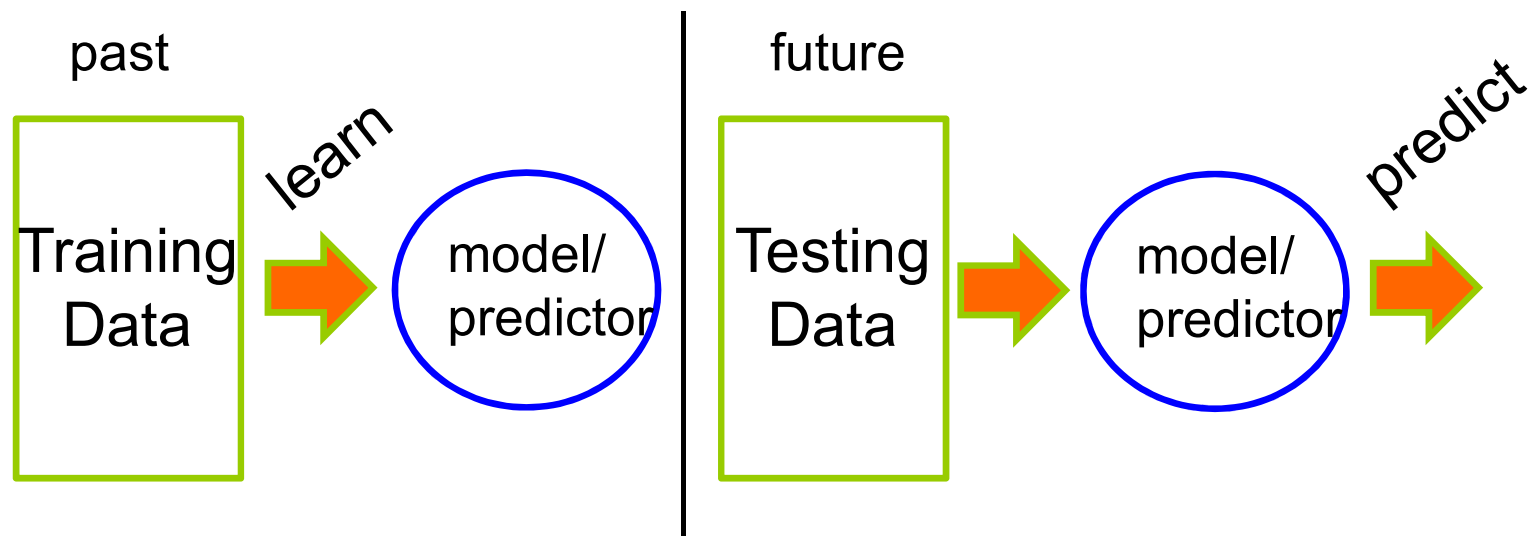 past
learn
Training
Data
model/
predictor
future
predict
Testing
Data
model/
predictor